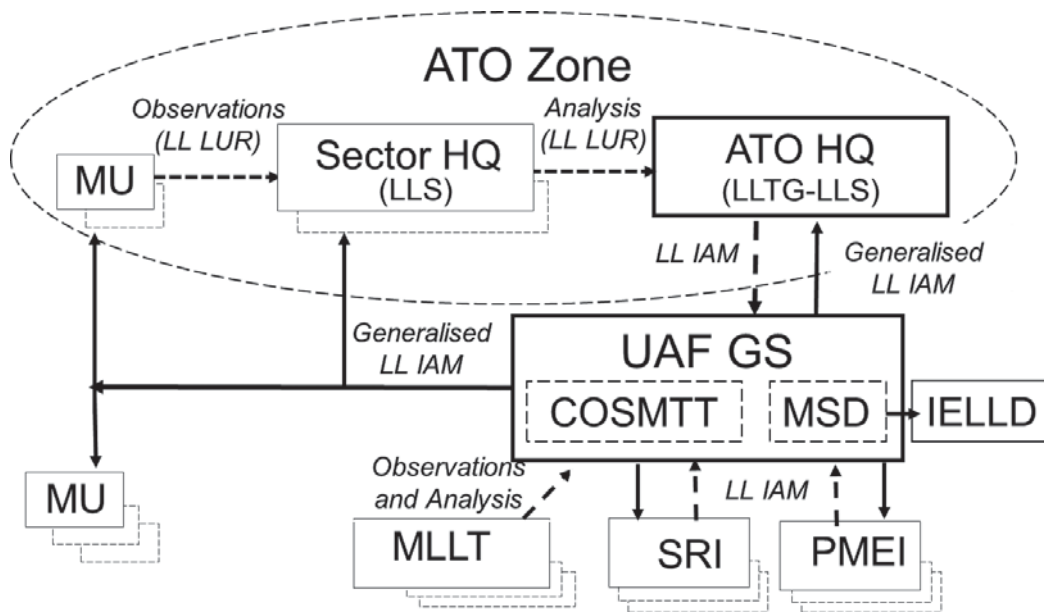 ATO Zone
Observations
(LL LUR)
Analysis
(LL LUR)
MU
Sector HQ
(LLS)
ATO HQ
(LLTG-LLS)
LL IAM
Generalised
LL IAM
Generalised
LL IAM
UAF GS
COSMTT
MSD
IELLD
Observations
and Analysis
LL IAM
MU
MLLT
SRI
PMEI